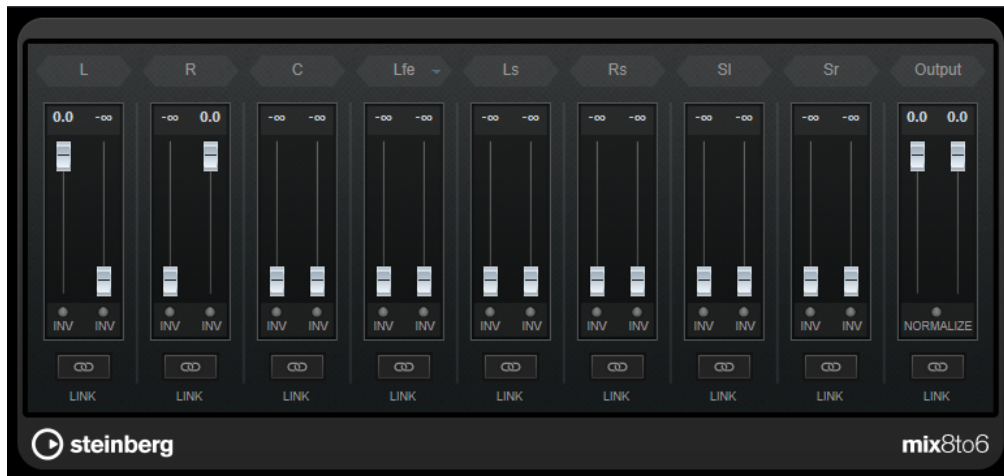 L R C Lfe Ls Rs Sl Sr Output
0.0 -∞ -∞ 0.0 -∞ -∞ -∞ -∞ -∞ -∞ -∞ -∞ -∞ -∞ -∞ -∞ 0.0 0.0
INV INV INV INV INV INV INV INV INV INV INV INV INV INV INV INV NORMALIZE
LINK LINK LINK LINK LINK LINK LINK LINK LINK
steinberg mix8to6